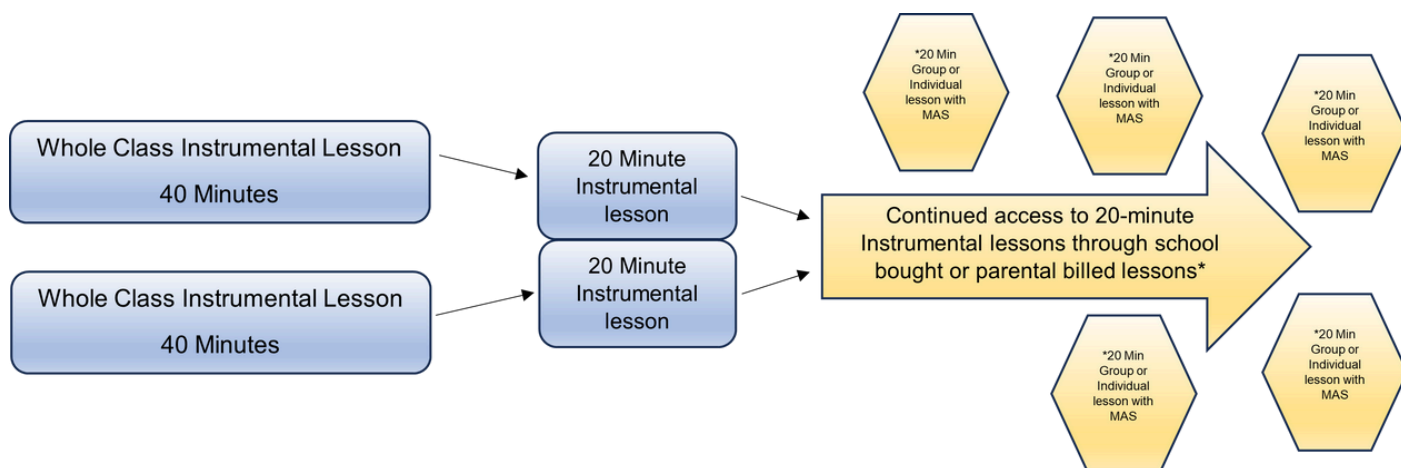 Whole Class Instrumental Lesson
40 Minutes
Whole Class Instrumental Lesson
40 Minutes
20 Minute
Instrumental
lesson
20 Minute
Instrumental
lesson
Continued access to 20-minute
Instrumental lessons through school
bought or parental billed lessons*
*20 Min
Group or
Individual
lesson with
MAS
*20 Min
Group or
Individual
lesson with
MAS
*20 Min
Group or
Individual
lesson with
MAS
*20 Min
Group or
Individual
lesson with
MAS
*20 Min
Group or
Individual
lesson with
MAS